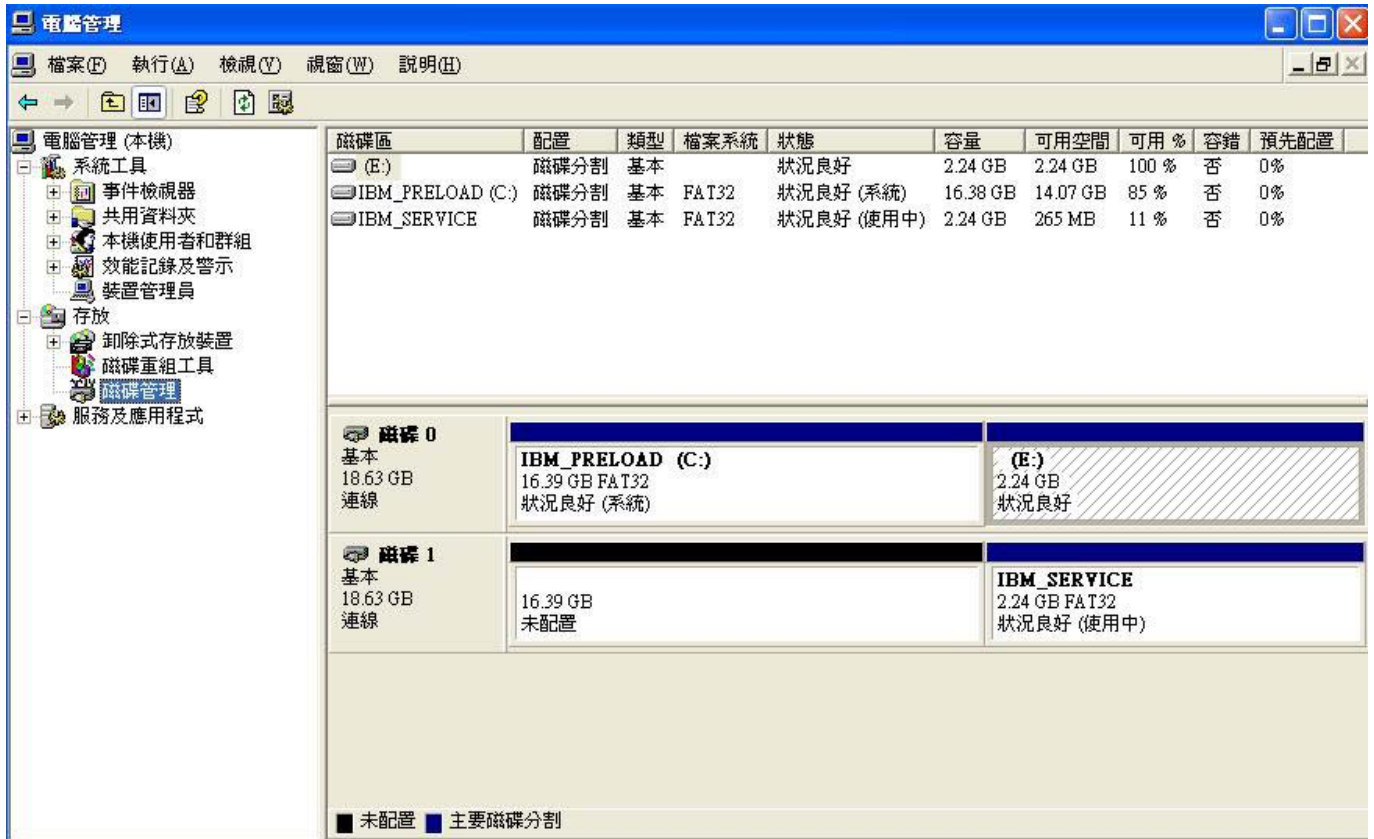 電腦管理
檔案(F) 執行(A) 檢視(V) 視窗(W) 說明(H)
電腦管理 (本機)
系統工具
事件檢視器
共用資料夾
本機使用者和群組
效能記錄及警示
裝置管理員
存放
卸除式存放裝置
磁碟重組工具
磁碟管理
服務及應用程式
磁碟區 配置 類型 檔案系統 狀態 容量 可用空間 可用 % 容錯 預先配置
(E:) 磁碟分割 基本 狀況良好 2.24 GB 2.24 GB 100 % 否 0%
IBM_PRELOAD (C:) 磁碟分割 基本 FAT32 狀況良好 (系統) 16.38 GB 14.07 GB 85 % 否 0%
IBM_SERVICE 磁碟分割 基本 FAT32 狀況良好 (使用中) 2.24 GB 265 MB 11 % 否 0%
磁碟 0
基本
18.63 GB
連線
IBM_PRELOAD (C:)
16.39 GB FAT32
狀況良好 (系統)
(E:)
2.24 GB
狀況良好
磁碟 1
基本
18.63 GB
連線
16.39 GB
未配置
IBM_SERVICE
2.24 GB FAT32
狀況良好 (使用中)
未配置 主要磁碟分割